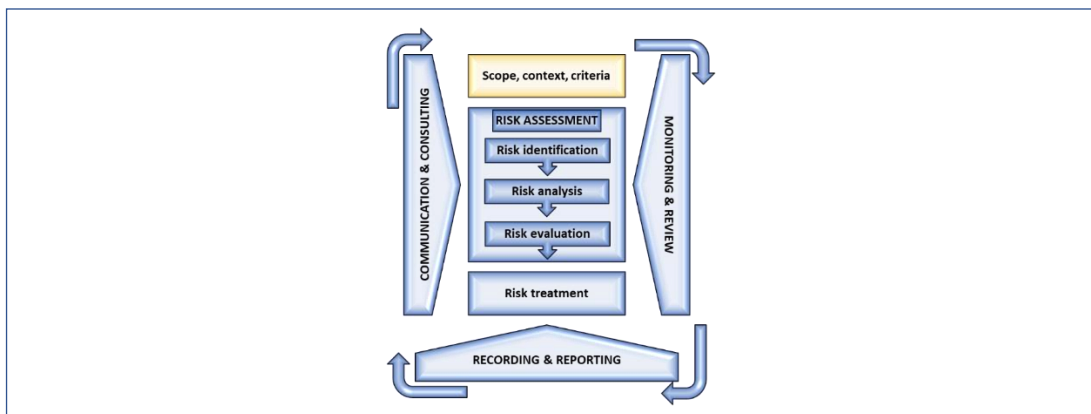 Scope, context, criteria
RISK ASSESSMENT
Risk identification
Risk analysis
Risk evaluation
Risk treatment
COMMUNICATION & CONSULTING
MONITORING & REVIEW
RECORDING & REPORTING